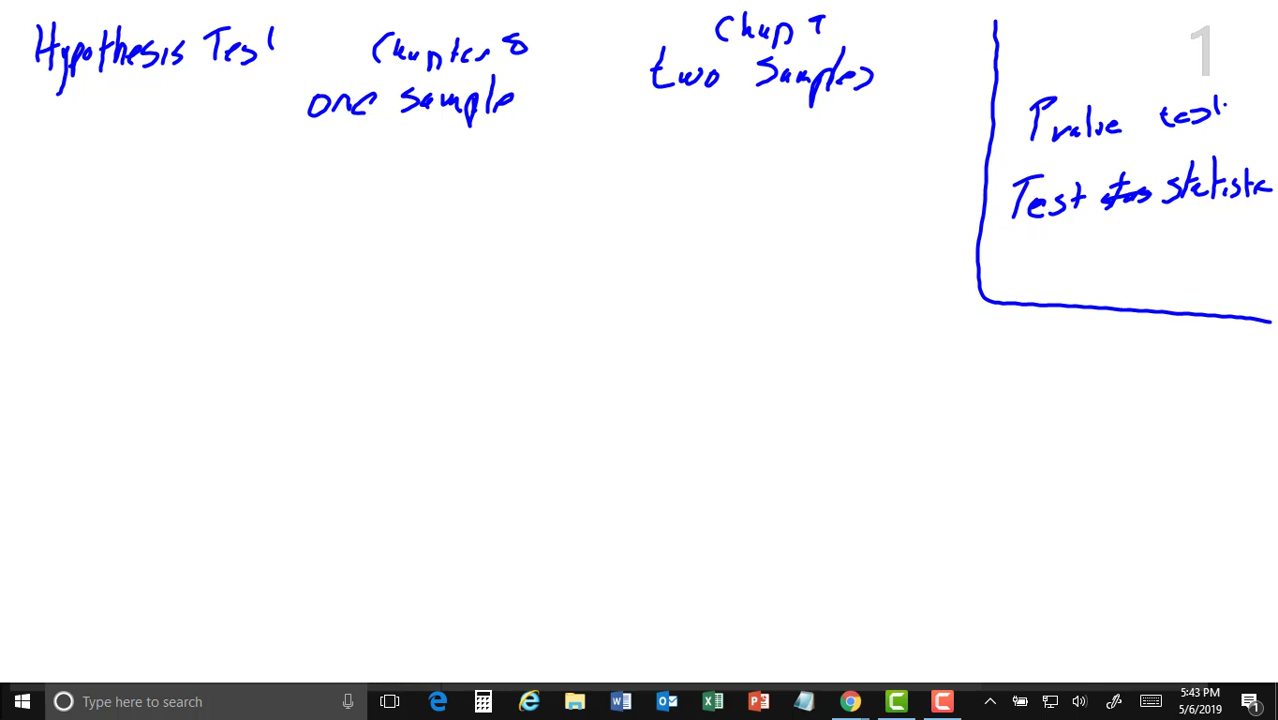 Hypothesis Test
Chapter 8
one sample
Chap 9
two Samples
1
Pvalue test
Test statistic
Type here to search
5:43 PM
5/6/2019